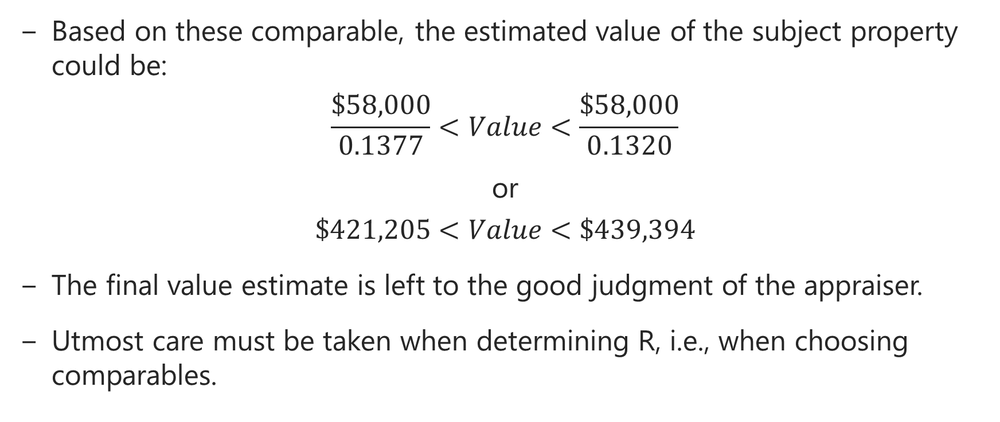 – Based on these comparable, the estimated value of the subject property
could be:
$58,000 / 0.1377 < Value < $58,000 / 0.1320
or
$421,205 < Value < $439,394
– The final value estimate is left to the good judgment of the appraiser.
– Utmost care must be taken when determining R, i.e., when choosing
comparables.